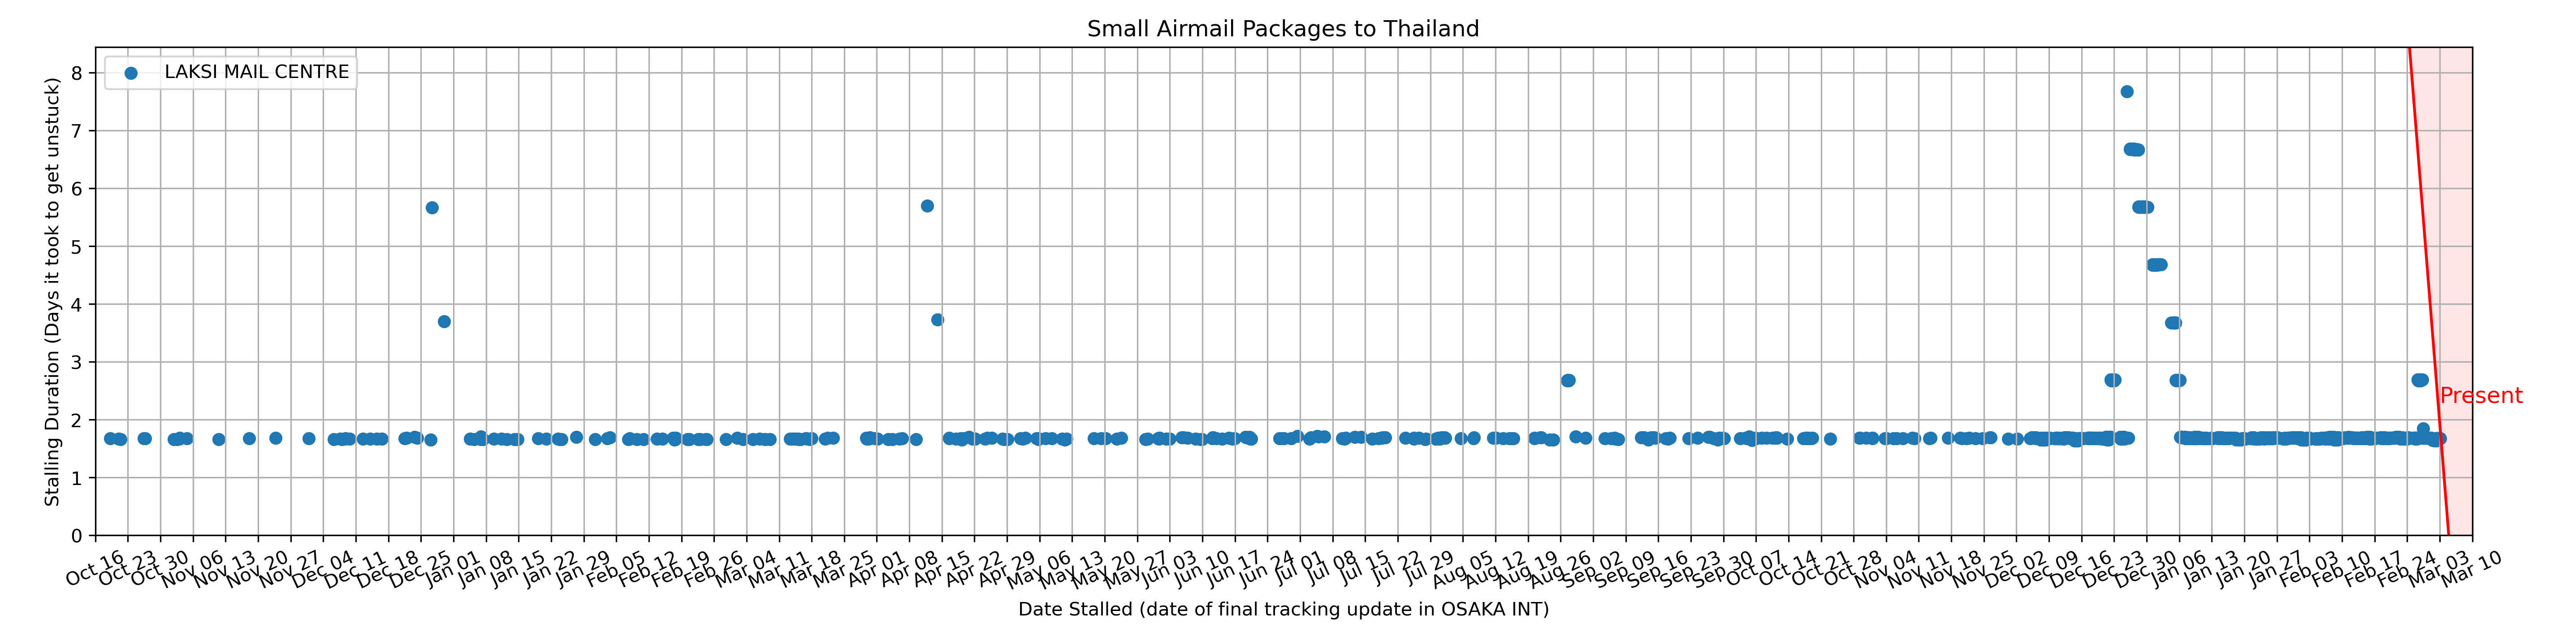 Small Airmail Packages to Thailand
LAKSI MAIL CENTRE
Stalling Duration (Days it took to get unstuck)
8
7
6
5
4
3
2
1
0
Present
Oct 16
Oct 23
Oct 30
Nov 06
Nov 13
Nov 20
Nov 27
Dec 04
Dec 11
Dec 18
Dec 25
Jan 01
Jan 08
Jan 15
Jan 22
Jan 29
Feb 05
Feb 12
Feb 19
Feb 26
Mar 04
Mar 11
Mar 18
Mar 25
Apr 01
Apr 08
Apr 15
Apr 22
Apr 29
May 06
May 13
May 20
May 27
Jun 03
Jun 10
Jun 17
Jun 24
Jul 01
Jul 08
Jul 15
Jul 22
Jul 29
Aug 05
Aug 12
Aug 19
Aug 26
Sep 02
Sep 09
Sep 16
Sep 23
Sep 30
Oct 07
Oct 14
Oct 21
Oct 28
Nov 04
Nov 11
Nov 18
Nov 25
Dec 02
Dec 09
Dec 16
Dec 23
Dec 30
Jan 06
Jan 13
Jan 20
Jan 27
Feb 03
Feb 10
Feb 17
Feb 24
Mar 03
Mar 10
Date Stalled (date of final tracking update in OSAKA INT)